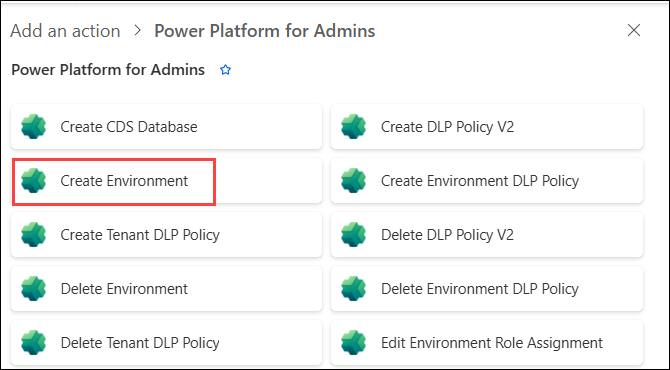 Add an action > Power Platform for Admins
Power Platform for Admins
Create CDS Database
Create DLP Policy V2
Create Environment
Create Environment DLP Policy
Create Tenant DLP Policy
Delete DLP Policy V2
Delete Environment
Delete Environment DLP Policy
Delete Tenant DLP Policy
Edit Environment Role Assignment